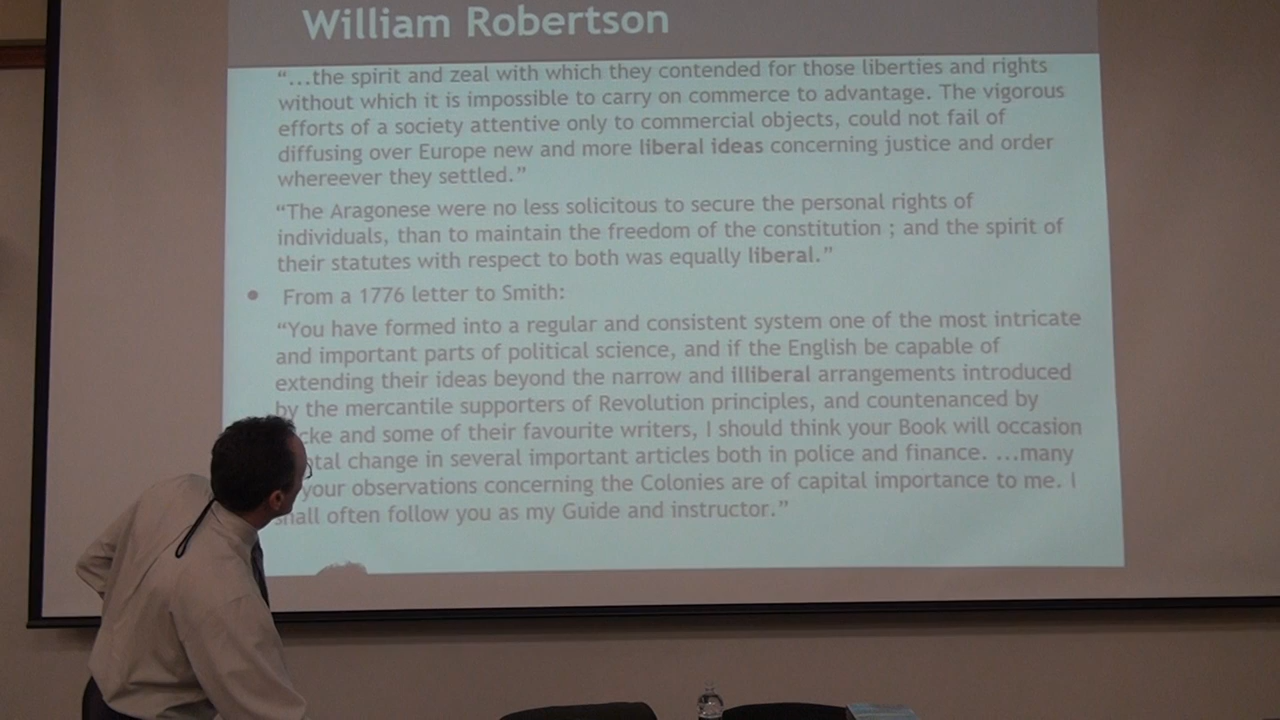 William Robertson
“...the spirit and zeal with which they contended for those liberties and rights
without which it is impossible to carry on commerce to advantage. The vigorous
efforts of a society attentive only to commercial objects, could not fail of
diffusing over Europe new and more liberal ideas concerning justice and order
whereever they settled.”
“The Aragonese were no less solicitous to secure the personal rights of
individuals, than to maintain the freedom of the constitution ; and the spirit of
their statutes with respect to both was equally liberal.”
• From a 1776 letter to Smith:
“You have formed into a regular and consistent system one of the most intricate
and important parts of political science, and if the English be capable of
extending their ideas beyond the narrow and illiberal arrangements introduced
by the mercantile supporters of Revolution principles, and countenanced by
cke and some of their favourite writers, I should think your Book will occasion
otal change in several important articles both in police and finance. ...many
your observations concerning the Colonies are of capital importance to me. I
shall often follow you as my Guide and instructor.”